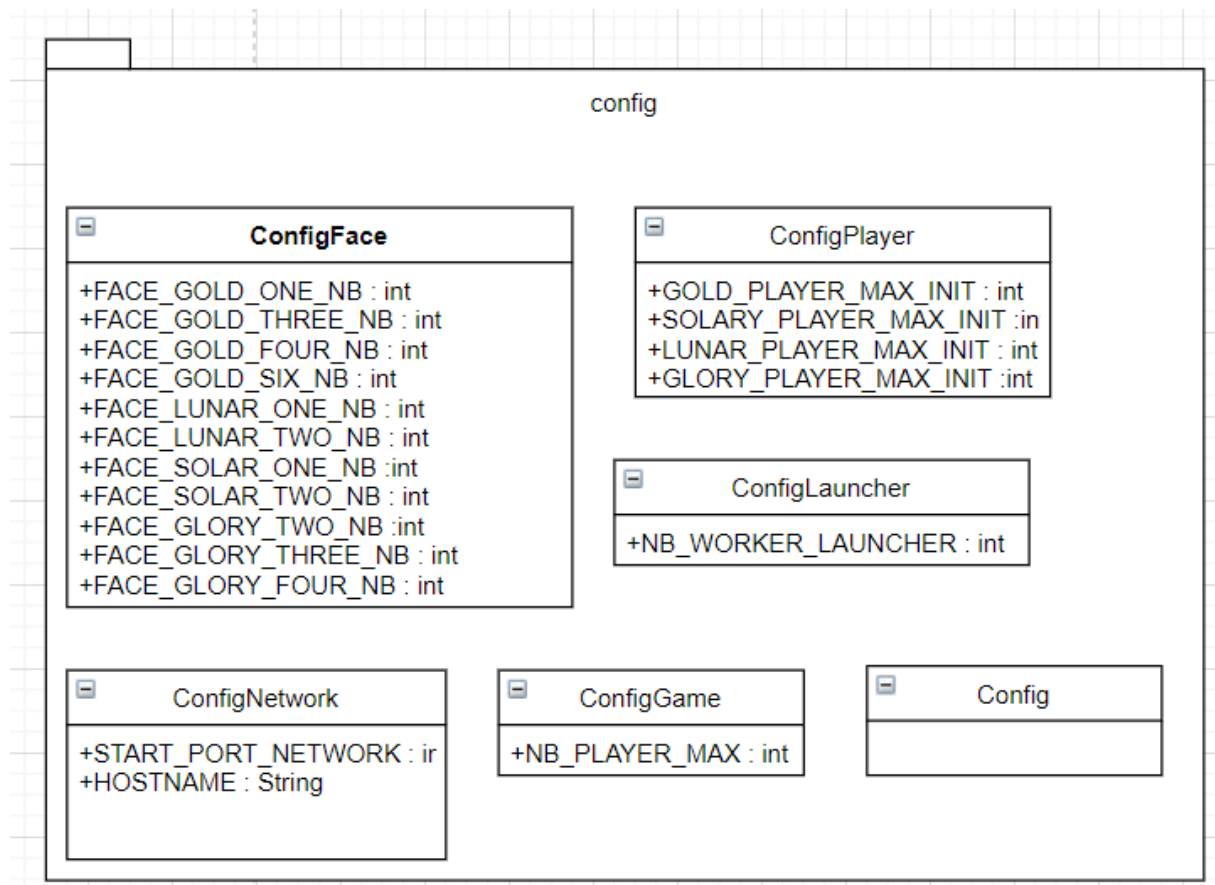 config
ConfigFace
+FACE_GOLD_ONE_NB : int
+FACE_GOLD_THREE_NB : int
+FACE_GOLD_FOUR_NB : int
+FACE_GOLD_SIX_NB : int
+FACE_LUNAR_ONE_NB : int
+FACE_LUNAR_TWO_NB : int
+FACE_SOLAR_ONE_NB :int
+FACE_SOLAR_TWO_NB : int
+FACE_GLORY_TWO_NB :int
+FACE_GLORY_THREE_NB : int
+FACE_GLORY_FOUR_NB : int
ConfigPlayer
+GOLD_PLAYER_MAX_INIT : int
+SOLARY_PLAYER_MAX_INIT :in
+LUNAR_PLAYER_MAX_INIT : int
+GLORY_PLAYER_MAX_INIT :int
ConfigLauncher
+NB_WORKER_LAUNCHER : int
ConfigNetwork
+START_PORT_NETWORK : ir
+HOSTNAME : String
ConfigGame
+NB_PLAYER_MAX : int
Config